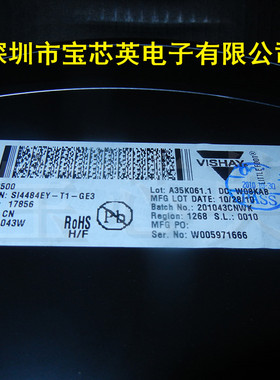 深圳市宝芯英电子有限
VISHAY
500
N: SI4484EY-T1-GE3
17856
CN
043W
RoHS
H/F
Pb
Lot: A35K061.1 DC:
MFG LOT DATE: 10/28/10
Batch No.: 201043CNWK
Region: 1268 S.L.: 0010
MFG PO:
Ser. No: W005971666